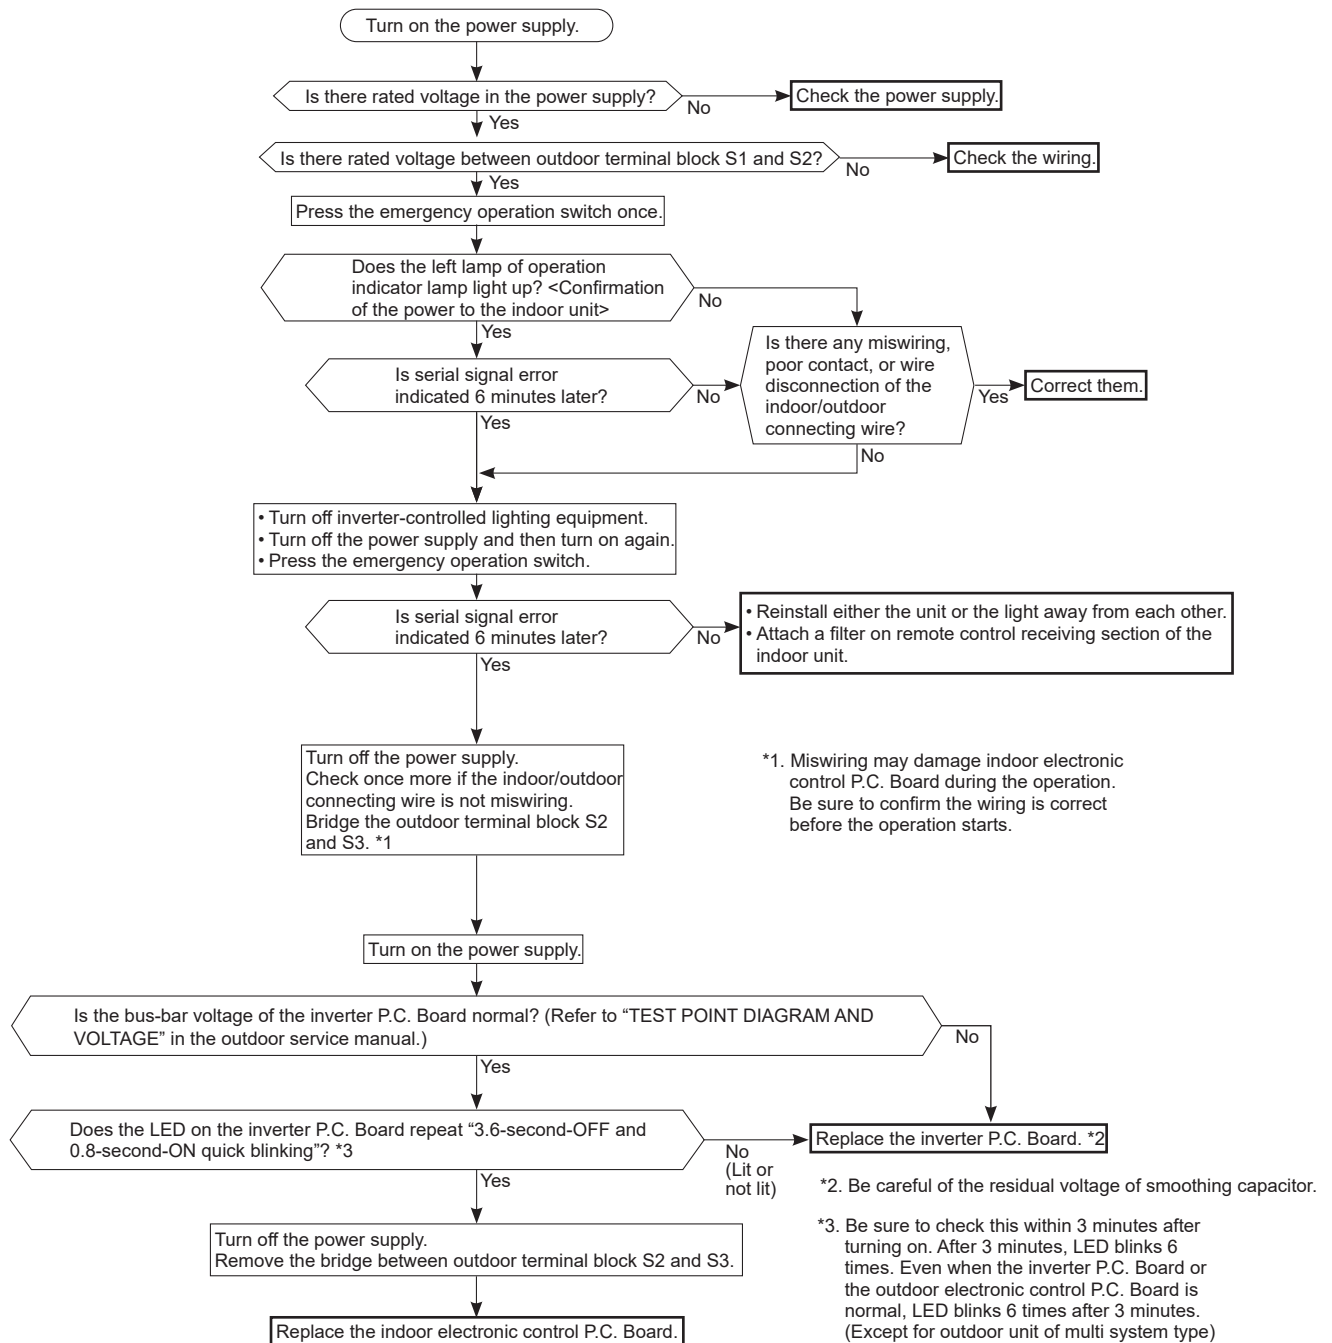 Turn on the power supply.
Is there rated voltage in the power supply?
No
Check the power supply.
Yes
Is there rated voltage between outdoor terminal block S1 and S2?
No
Check the wiring.
Yes
Press the emergency operation switch once.
Does the left lamp of operation
indicator lamp light up? <Confirmation
of the power to the indoor unit>
No
Yes
Is there any miswiring,
poor contact, or wire
disconnection of the
indoor/outdoor
connecting wire?
Yes
Correct them.
No
Is serial signal error
indicated 6 minutes later?
No
Yes
• Turn off inverter-controlled lighting equipment.
• Turn off the power supply and then turn on again.
• Press the emergency operation switch.
Is serial signal error
indicated 6 minutes later?
No
• Reinstall either the unit or the light away from each other.
• Attach a filter on remote control receiving section of the
indoor unit.
Yes
Turn off the power supply.
Check once more if the indoor/outdoor
connecting wire is not miswiring.
Bridge the outdoor terminal block S2
and S3. *1
*1. Miswiring may damage indoor electronic
control P.C. Board during the operation.
Be sure to confirm the wiring is correct
before the operation starts.
Turn on the power supply.
Is the bus-bar voltage of the inverter P.C. Board normal? (Refer to “TEST POINT DIAGRAM AND
VOLTAGE” in the outdoor service manual.)
No
Yes
Does the LED on the inverter P.C. Board repeat “3.6-second-OFF and
0.8-second-ON quick blinking”? *3
No
(Lit or
not lit)
Replace the inverter P.C. Board. *2
Yes
*2. Be careful of the residual voltage of smoothing capacitor.
*3. Be sure to check this within 3 minutes after
turning on. After 3 minutes, LED blinks 6
times. Even when the inverter P.C. Board or
the outdoor electronic control P.C. Board is
normal, LED blinks 6 times after 3 minutes.
(Except for outdoor unit of multi system type)
Turn off the power supply.
Remove the bridge between outdoor terminal block S2 and S3.
Replace the indoor electronic control P.C. Board.